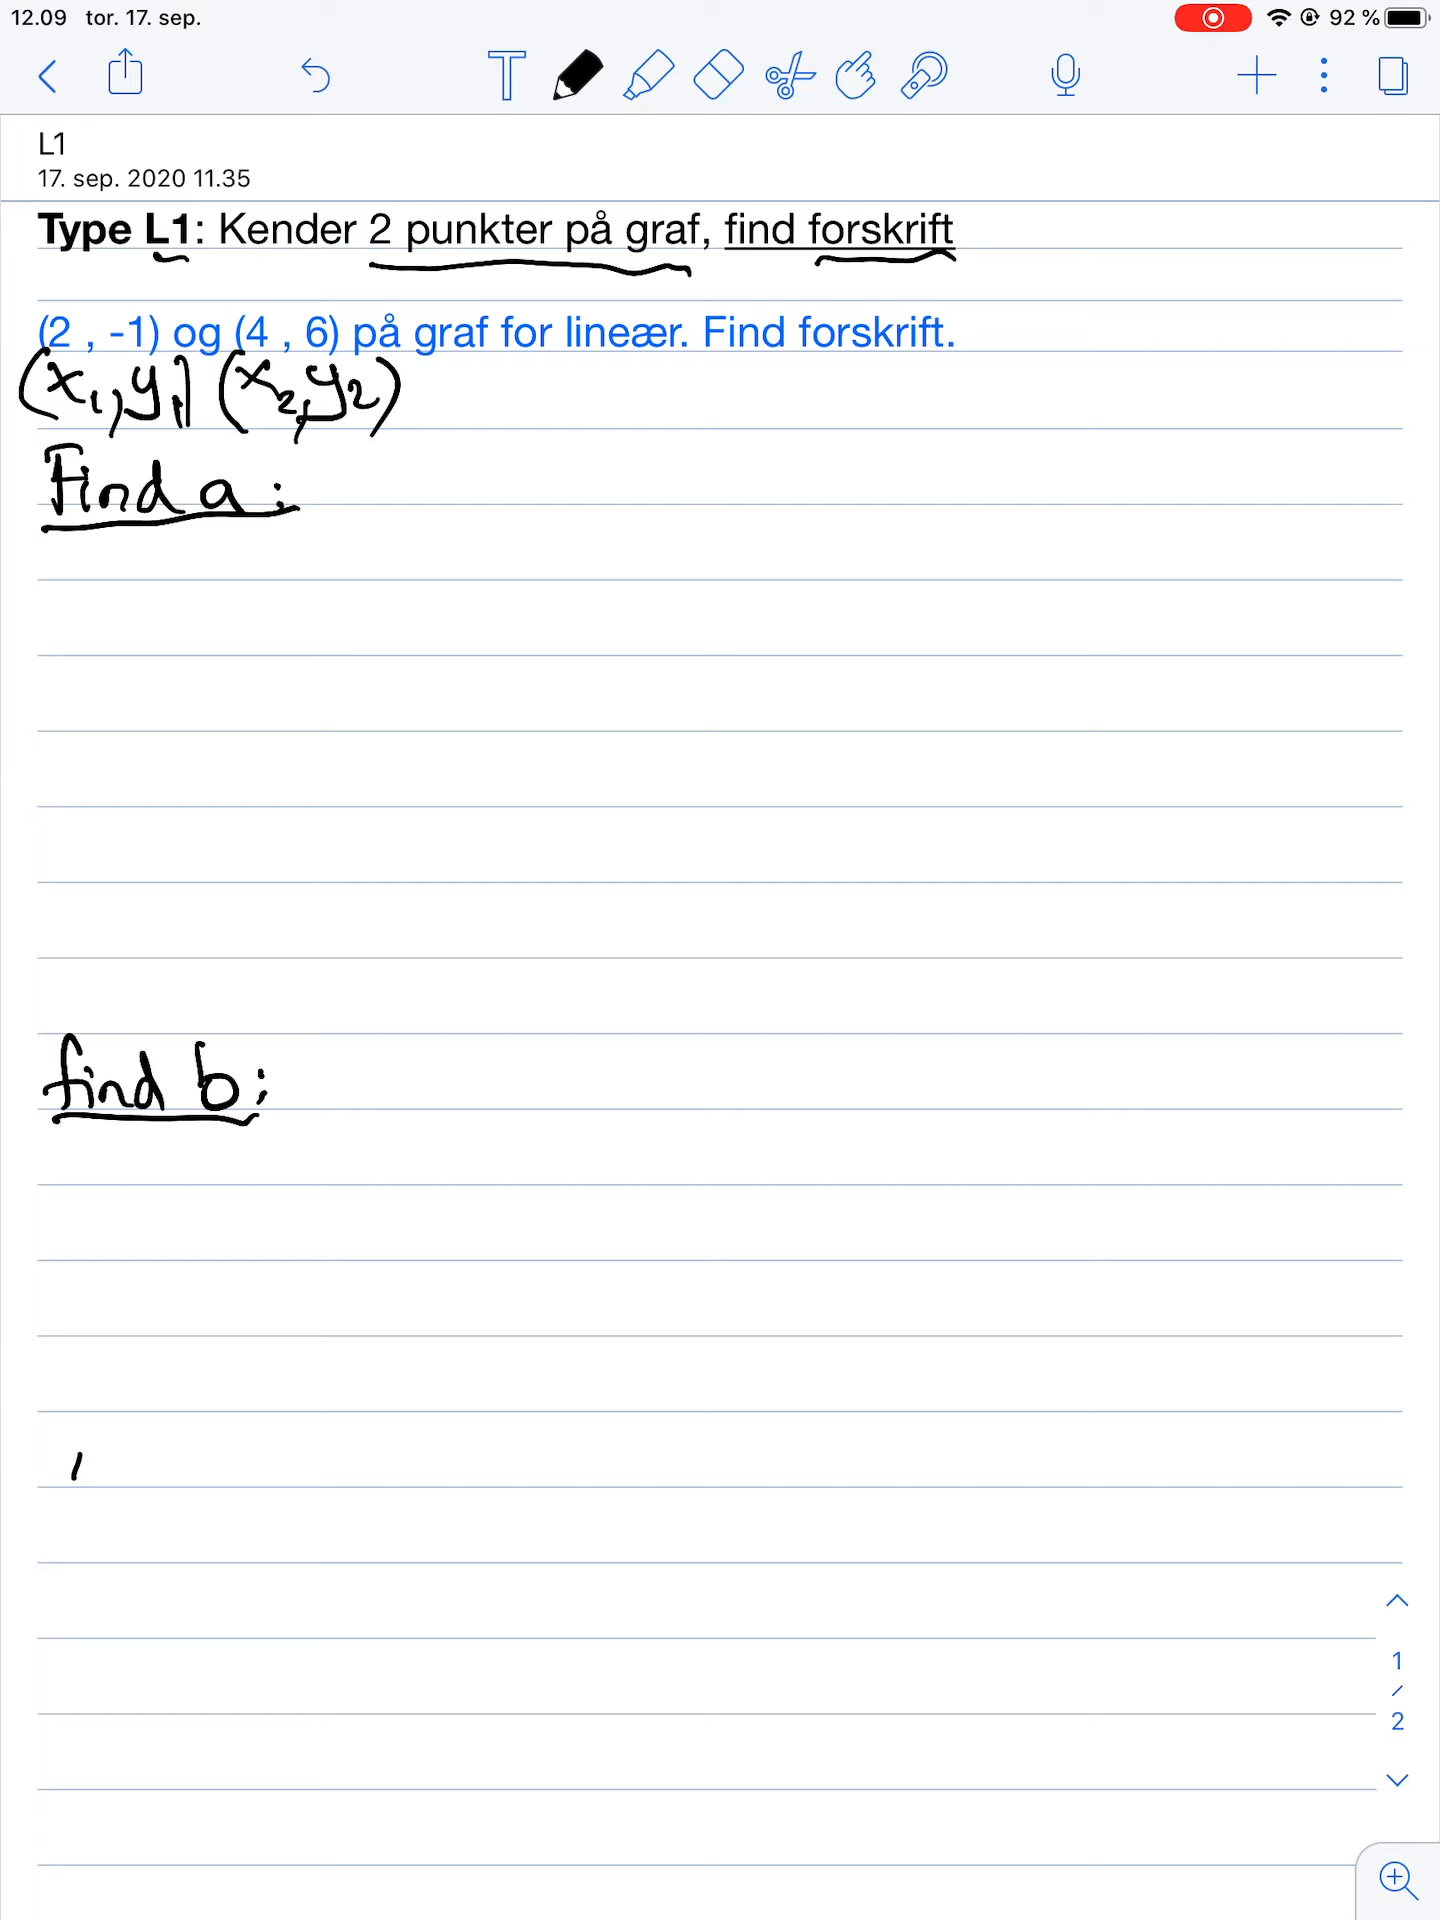 12.09 tor. 17. sep. 92 %
L1
17. sep. 2020 11.35
Type L1: Kender 2 punkter på graf, find forskrift
(2 , -1) og (4 , 6) på graf for lineær. Find forskrift.
(x₁,y₁) (x₂,y₂)
Find a:
find b:
1
/
2